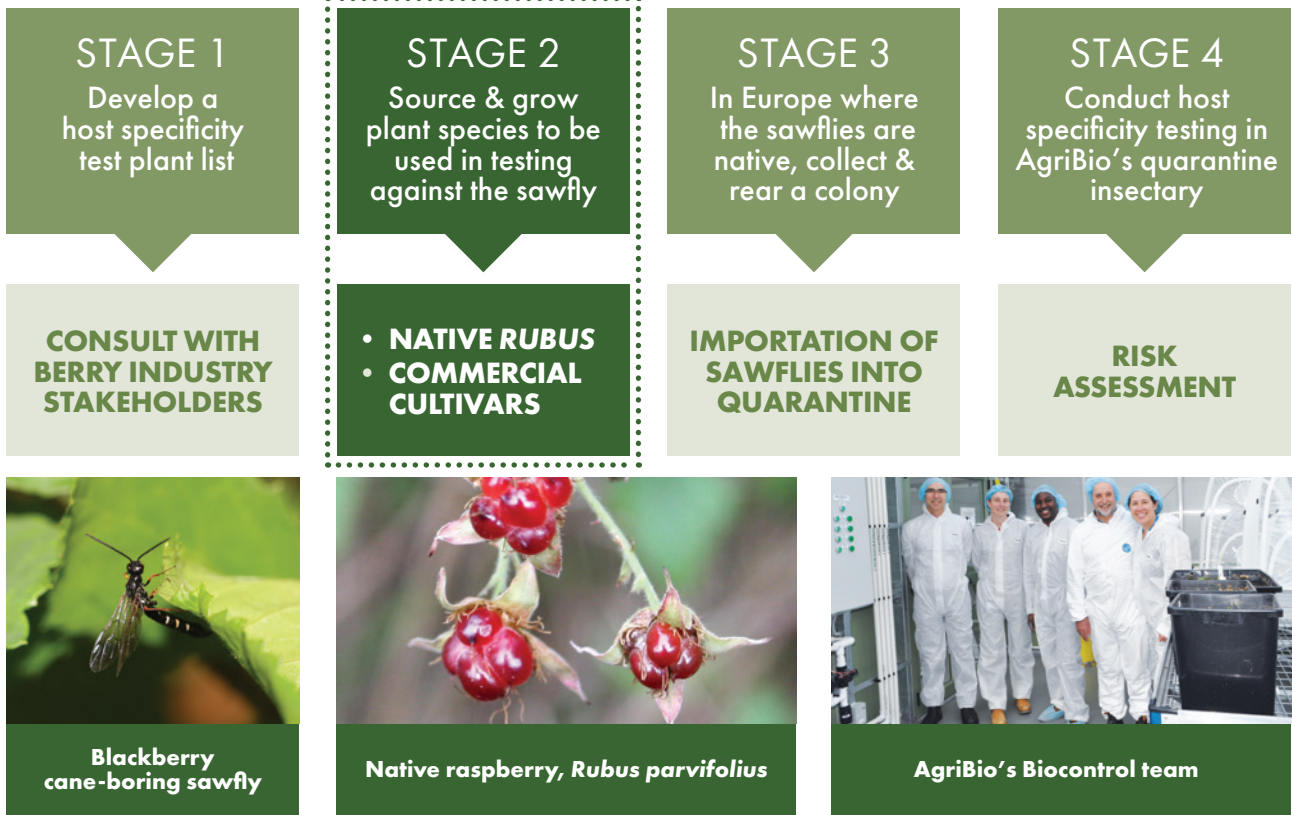 STAGE 1
Develop a
host specificity
test plant list
CONSULT WITH
BERRY INDUSTRY
STAKEHOLDERS
STAGE 2
Source & grow
plant species to be
used in testing
against the sawfly
• NATIVE RUBUS
• COMMERCIAL
CULTIVARS
STAGE 3
In Europe where
the sawflies are
native, collect &
rear a colony
IMPORTATION OF
SAWFLIES INTO
QUARANTINE
STAGE 4
Conduct host
specificity testing in
AgriBio’s quarantine
insectary
RISK
ASSESSMENT
Blackberry
cane-boring sawfly
Native raspberry, Rubus parvifolius
AgriBio’s Biocontrol team